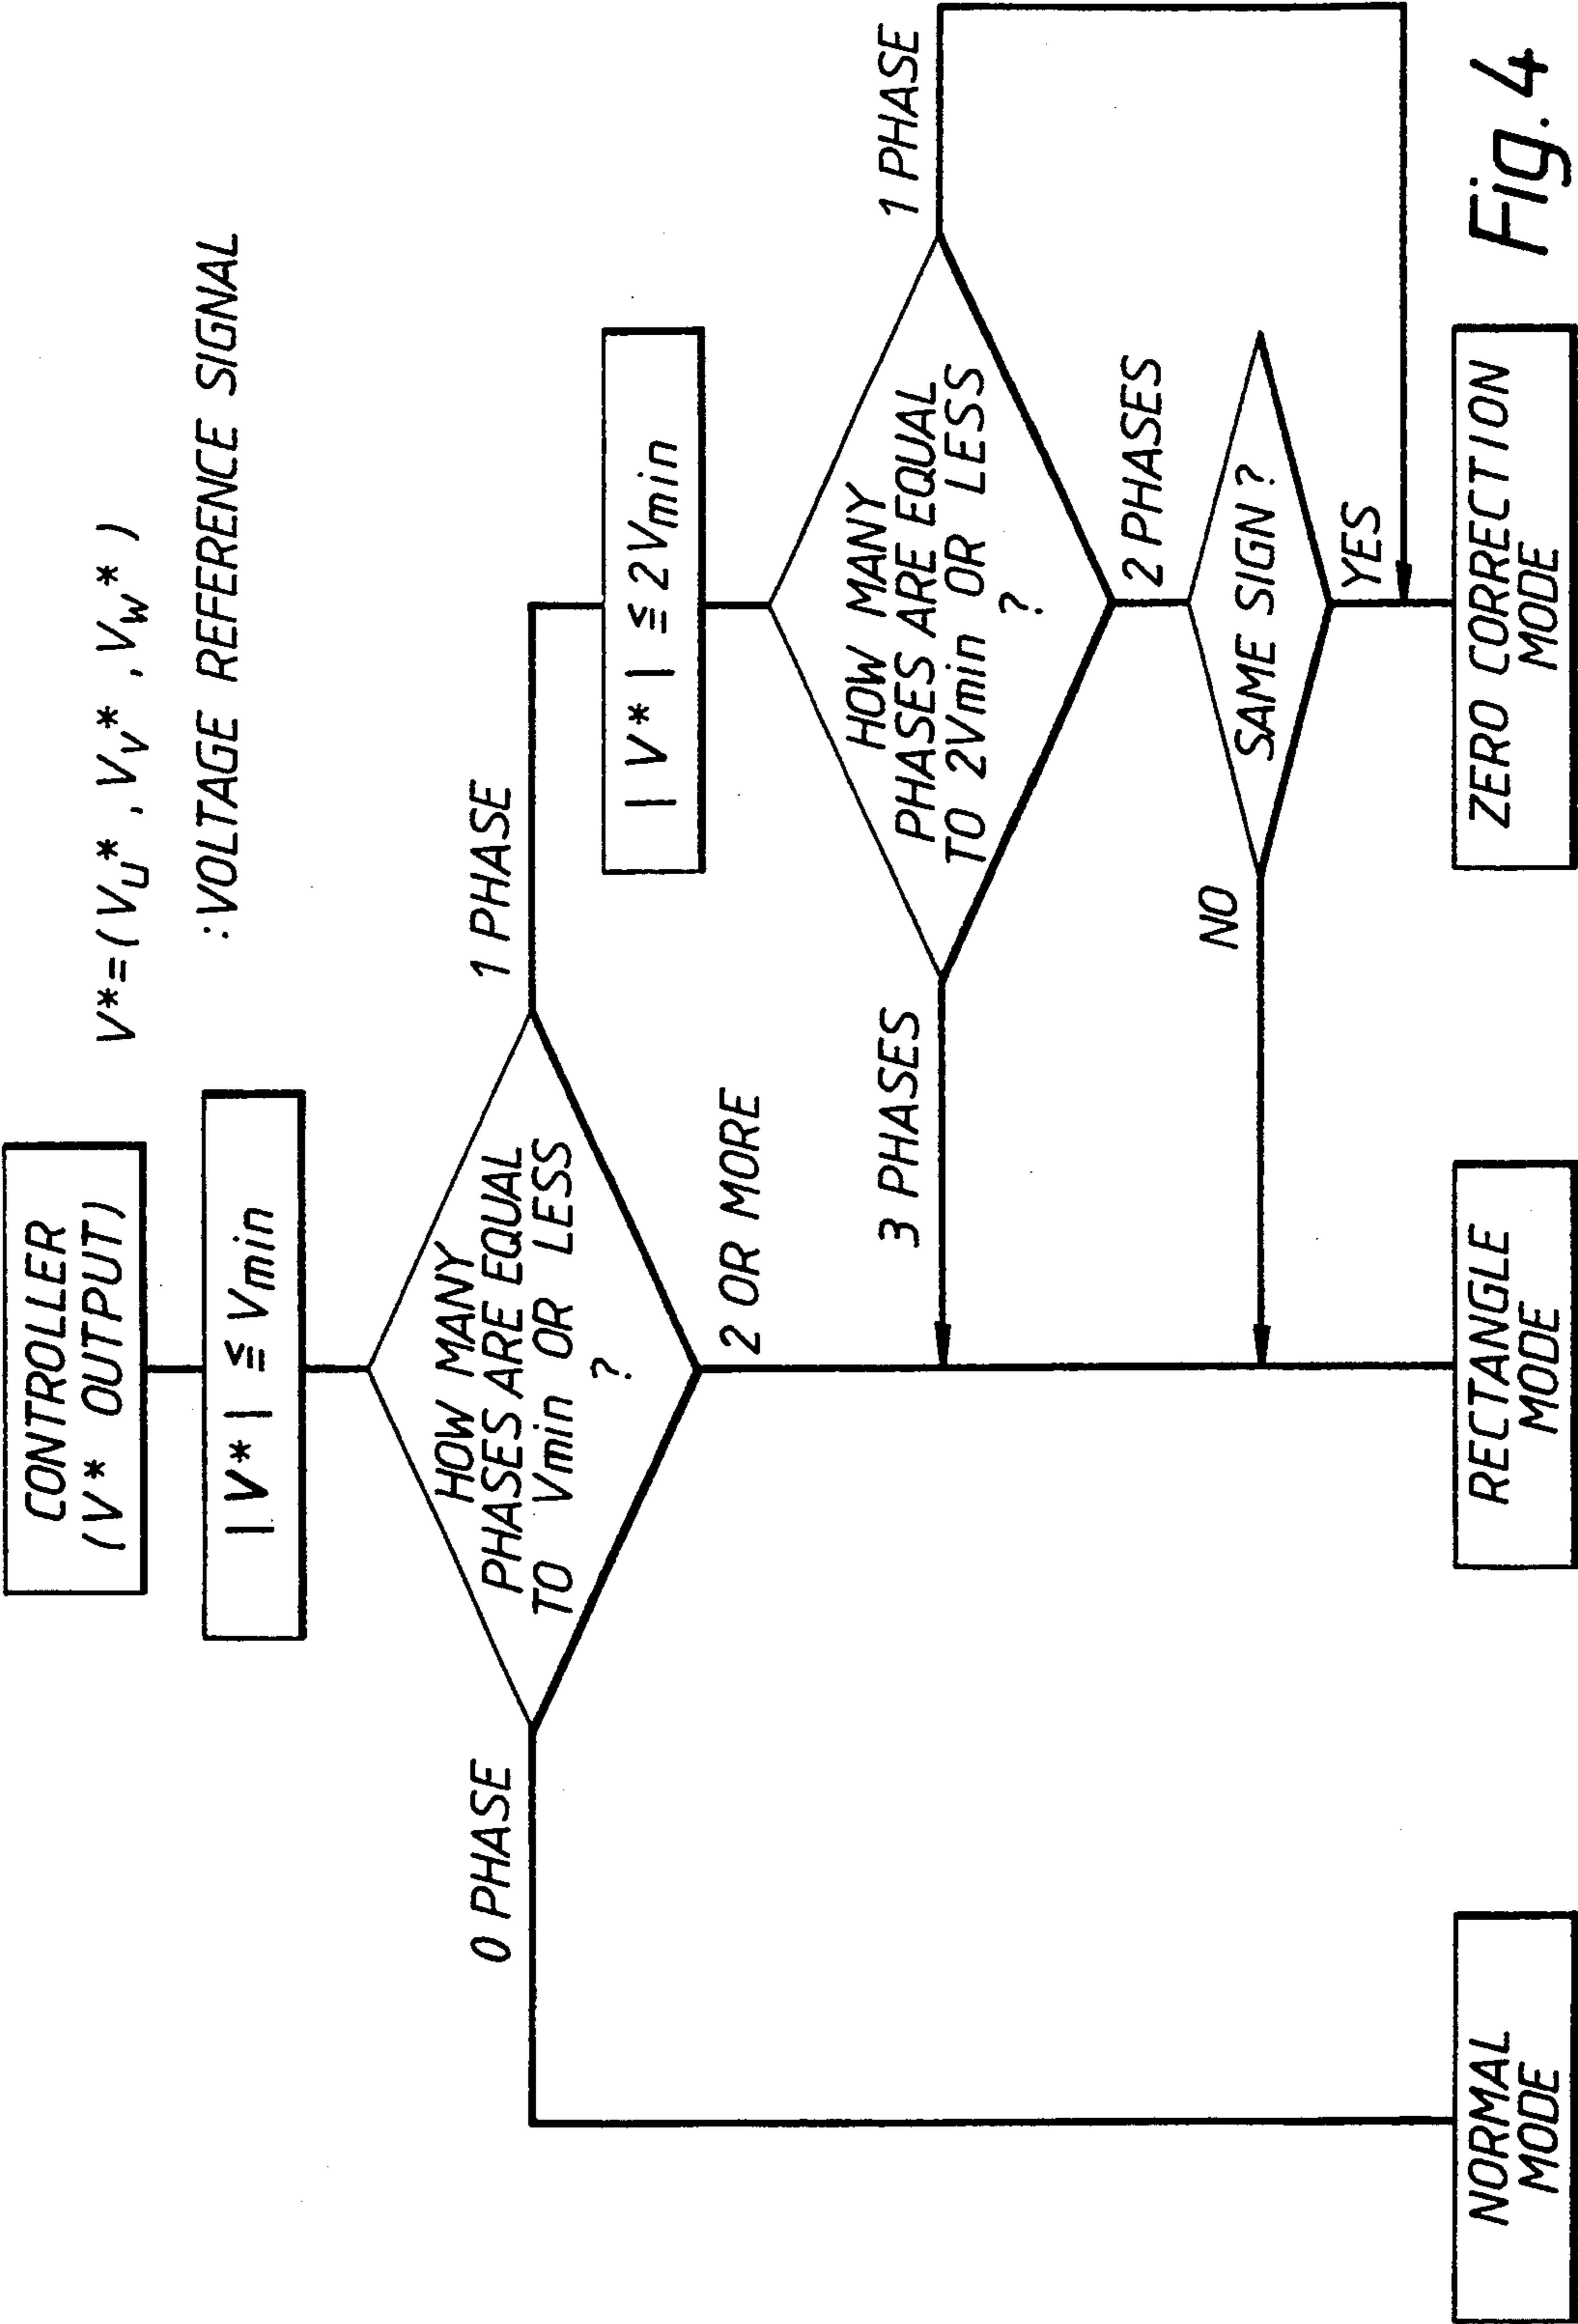 CONTROLLER
(V* OUTPUT)
V*=(VU*, VV*, VW*)
:VOLTAGE REFERENCE SIGNAL
|V*| ≦ Vmin
HOW MANY
PHASES ARE EQUAL
TO Vmin OR LESS
?
0 PHASE
1 PHASE
2 OR MORE
|V*| ≦ 2Vmin
HOW MANY
PHASES ARE EQUAL
TO 2Vmin OR LESS
?
3 PHASES
1 PHASE
2 PHASES
SAME SIGN?
NO
YES
NORMAL
MODE
RECTANGLE
MODE
ZERO CORRECTION
MODE
Fig. 4